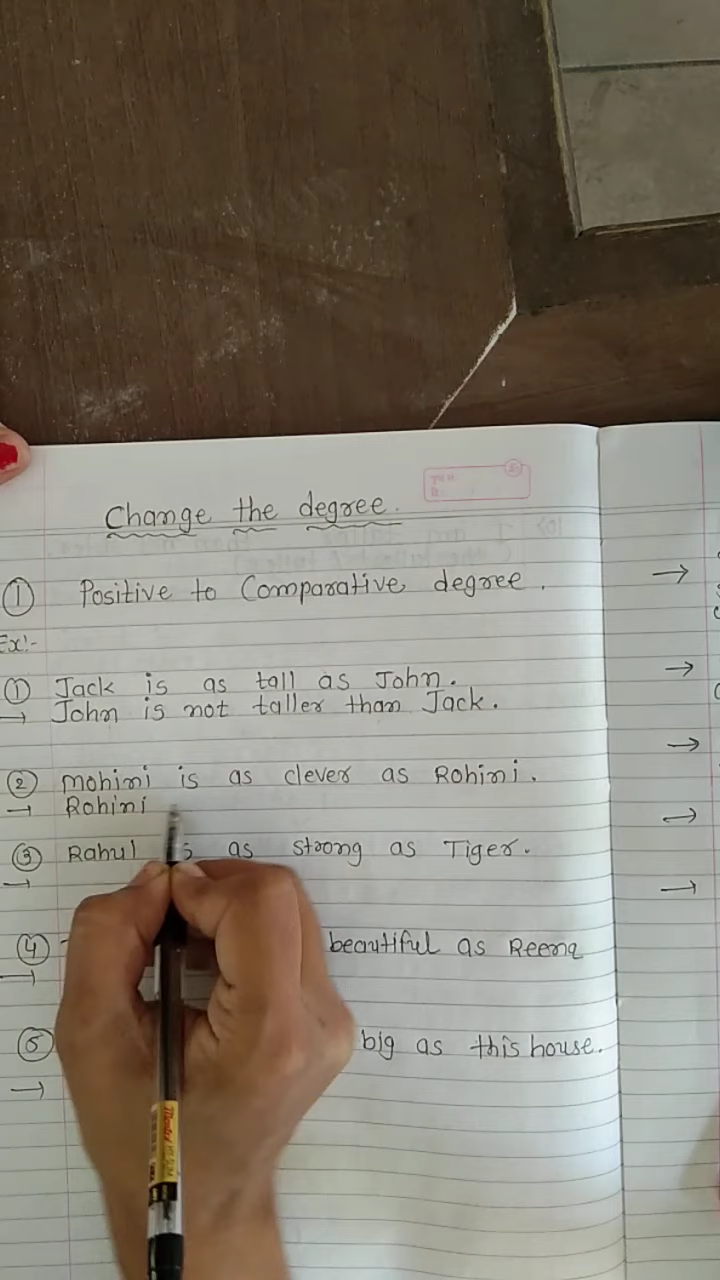 Change the degree.
① Positive to Comparative degree.
Ex:-
① Jack is as tall as John.
→ John is not taller than Jack.
② Mohini is as clever as Rohini.
→ Rohini
③ Rahul is as strong as Tiger.
→
④ beautiful as Reena
→
⑤ big as this house.
→